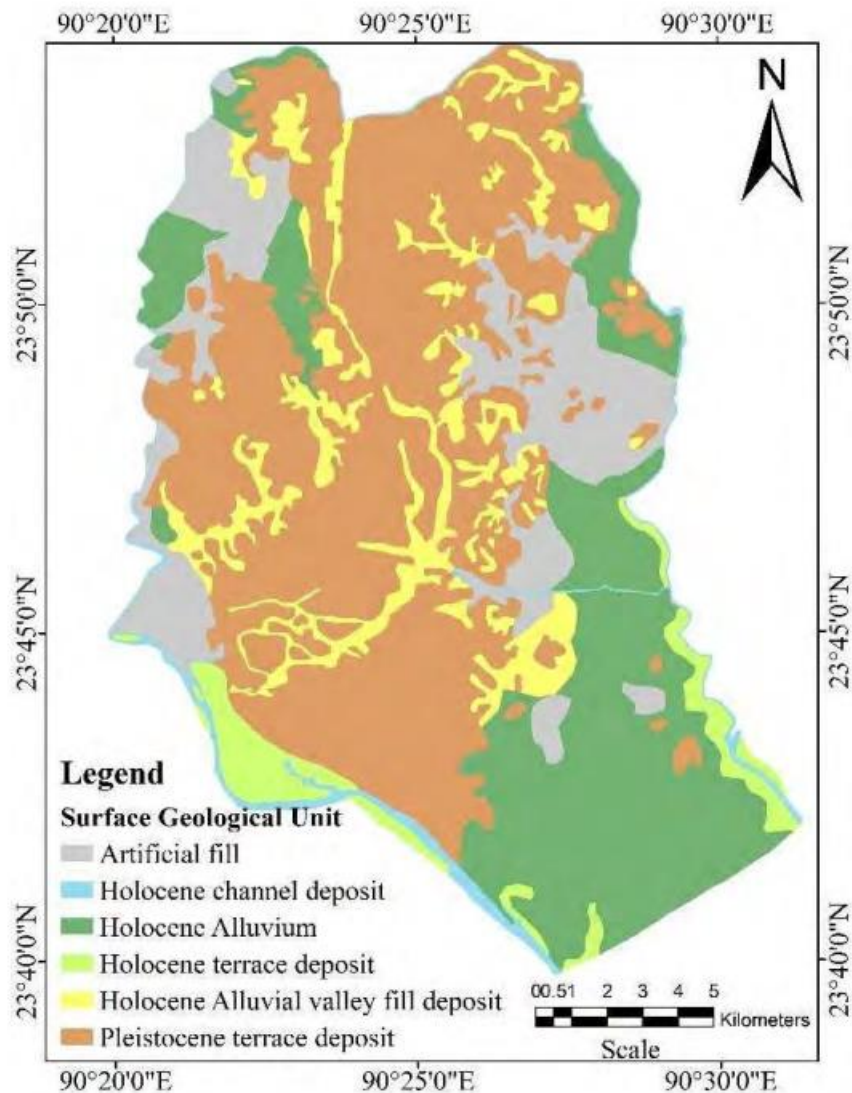 90°20'0"E 90°25'0"E 90°30'0"E
N
23°50'0"N 23°50'0"N
23°45'0"N 23°45'0"N
Legend
Surface Geological Unit
Artificial fill
Holocene channel deposit
Holocene Alluvium
Holocene terrace deposit
Holocene Alluvial valley fill deposit
Pleistocene terrace deposit
23°40'0"N 23°40'0"N
00.51 2 3 4 5
Kilometers
Scale
90°20'0"E 90°25'0"E 90°30'0"E